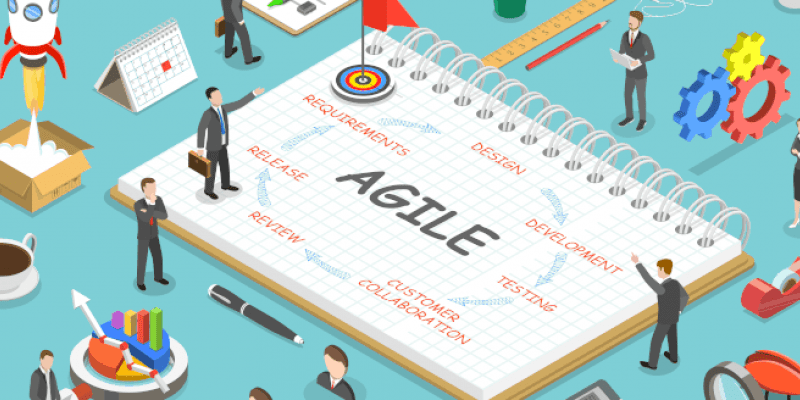 REQUIREMENTS
DESIGN
DEVELOPMENT
TESTING
CUSTOMER
COLLABORATION
REVIEW
RELEASE
AGILE